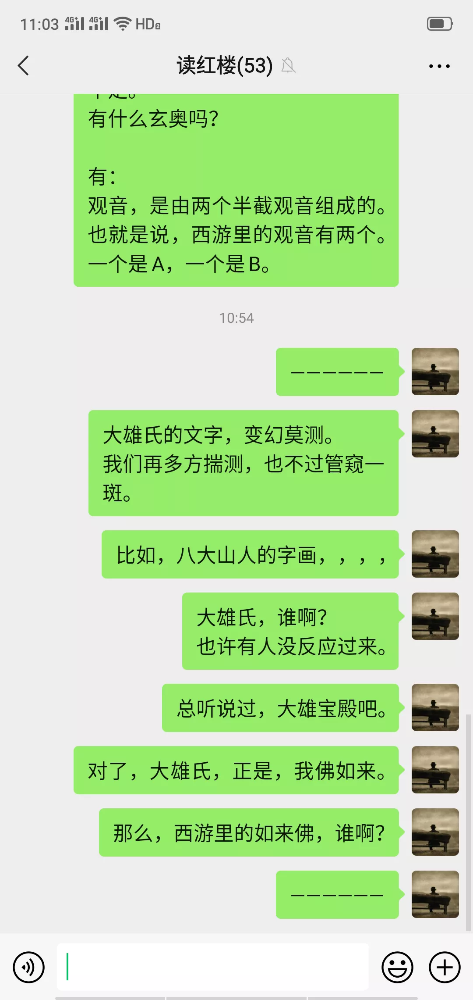 11:03 4G+ 4G+ HD2
读红楼(53)
有什么玄奥吗？
有：
观音，是由两个半截观音组成的。
也就是说，西游里的观音有两个。
一个是A，一个是B。
10:54
——————
大雄氏的文字，变幻莫测。
我们再多方揣测，也不过管窥一
斑。
比如，八大山人的字画，，，，
大雄氏，谁啊？
也许有人没反应过来。
总听说过，大雄宝殿吧。
对了，大雄氏，正是，我佛如来。
那么，西游里的如来佛，谁啊？
——————